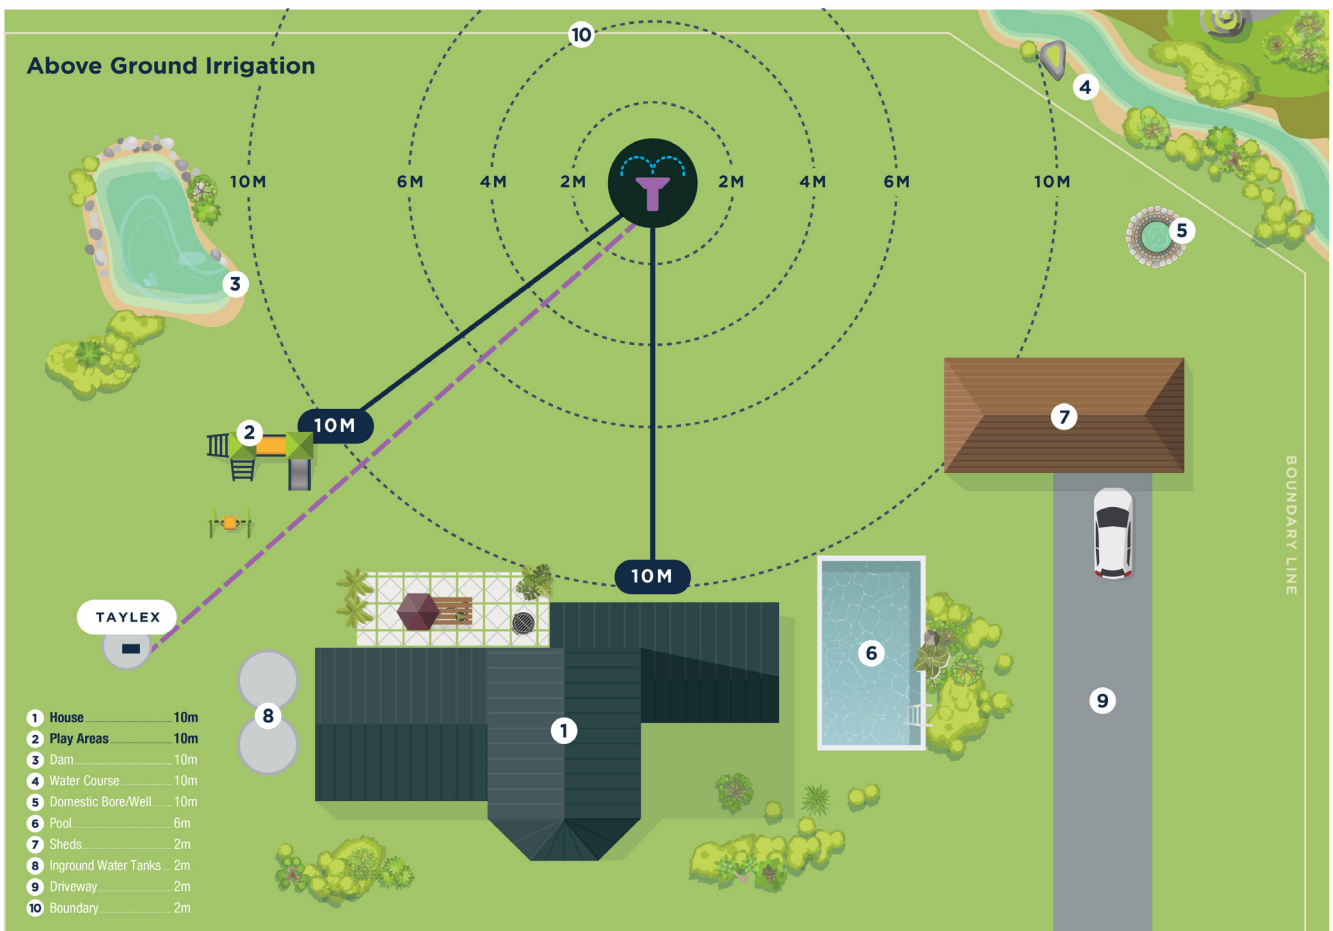 10
Above Ground Irrigation
4
10M 6M 4M 2M 2M 4M 6M 10M
5
3
10M
2
7
BOUNDARY LINE
10M
TAYLEX
6
9
8
1
1 House 10m
2 Play Areas 10m
3 Dam 10m
4 Water Course 10m
5 Domestic Bore/Well 10m
6 Pool 6m
7 Sheds 2m
8 Inground Water Tanks 2m
9 Driveway 2m
10 Boundary 2m